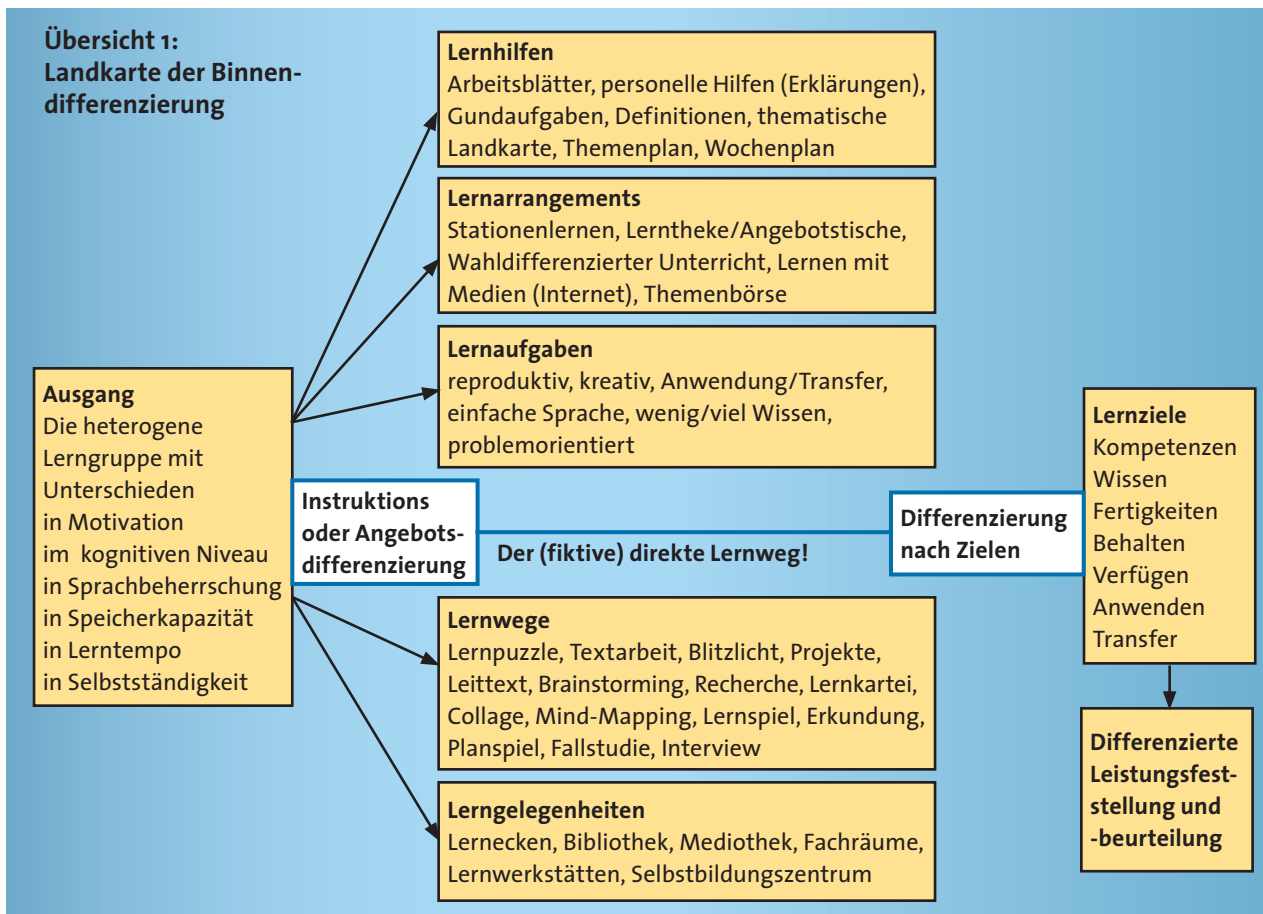 Übersicht 1:
Landkarte der Binnen-
differenzierung
Lernhilfen
Arbeitsblätter, personelle Hilfen (Erklärungen),
Gundaufgaben, Definitionen, thematische
Landkarte, Themenplan, Wochenplan
Lernarrangements
Stationenlernen, Lerntheke/Angebotstische,
Wahldifferenzierter Unterricht, Lernen mit
Medien (Internet), Themenbörse
Lernaufgaben
reproduktiv, kreativ, Anwendung/Transfer,
einfache Sprache, wenig/viel Wissen,
problemorientiert
Ausgang
Die heterogene
Lerngruppe mit
Unterschieden
in Motivation
im kognitiven Niveau
in Sprachbeherrschung
in Speicherkapazität
in Lerntempo
in Selbstständigkeit
Instruktions
oder Angebots-
differenzierung
Der (fiktive) direkte Lernweg!
Differenzierung
nach Zielen
Lernziele
Kompetenzen
Wissen
Fertigkeiten
Behalten
Verfügen
Anwenden
Transfer
Lernwege
Lernpuzzle, Textarbeit, Blitzlicht, Projekte,
Leittext, Brainstorming, Recherche, Lernkartei,
Collage, Mind-Mapping, Lernspiel, Erkundung,
Planspiel, Fallstudie, Interview
Differenzierte
Leistungsfest-
stellung und
-beurteilung
Lerngelegenheiten
Lernecken, Bibliothek, Mediothek, Fachräume,
Lernwerkstätten, Selbstbildungszentrum